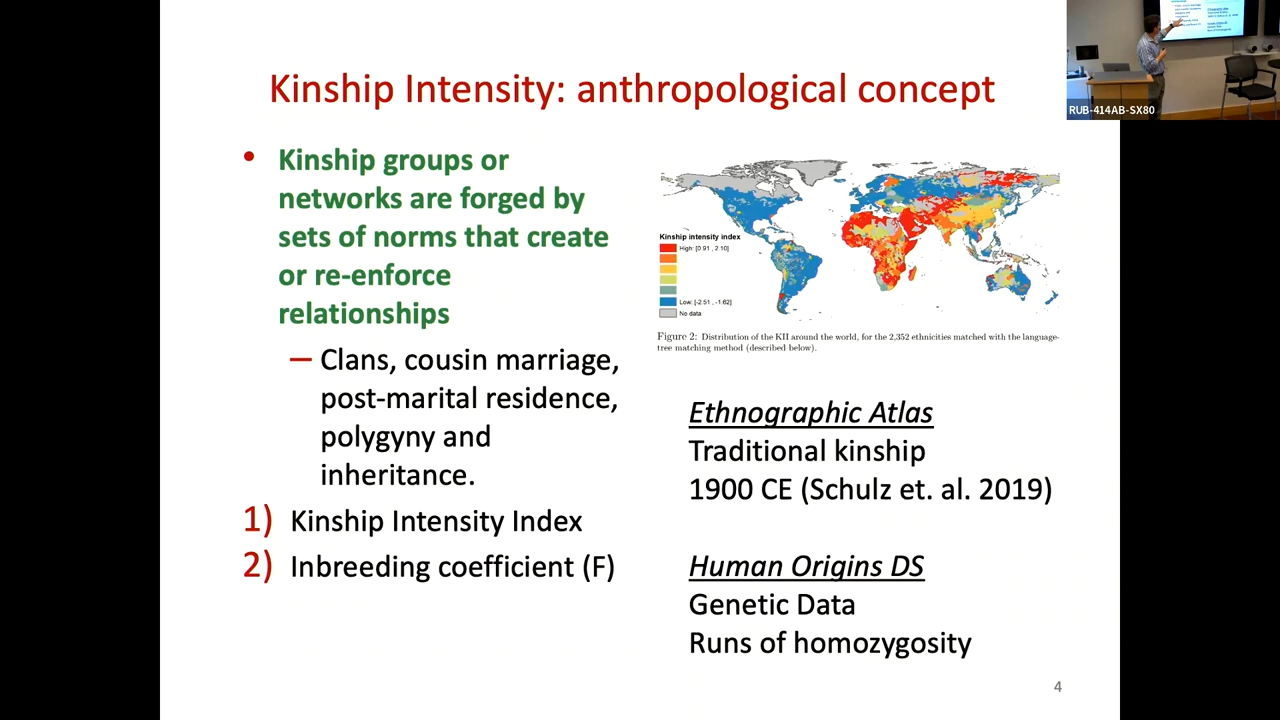 Kinship Intensity: anthropological concept
• Kinship groups or
networks are forged by
sets of norms that create
or re-enforce
relationships
— Clans, cousin marriage,
post-marital residence,
polygyny and
inheritance.
1) Kinship Intensity Index
2) Inbreeding coefficient (F)
Kinship intensity index
High: [0.91 , 2.10]
Low: [-2.51 , -1.62]
No data
Figure 2: Distribution of the KII around the world, for the 2,352 ethnicities matched with the language-
tree matching method (described below).
Ethnographic Atlas
Traditional kinship
1900 CE (Schulz et. al. 2019)
Human Origins DS
Genetic Data
Runs of homozygosity
4
RUB-414AB-SX80